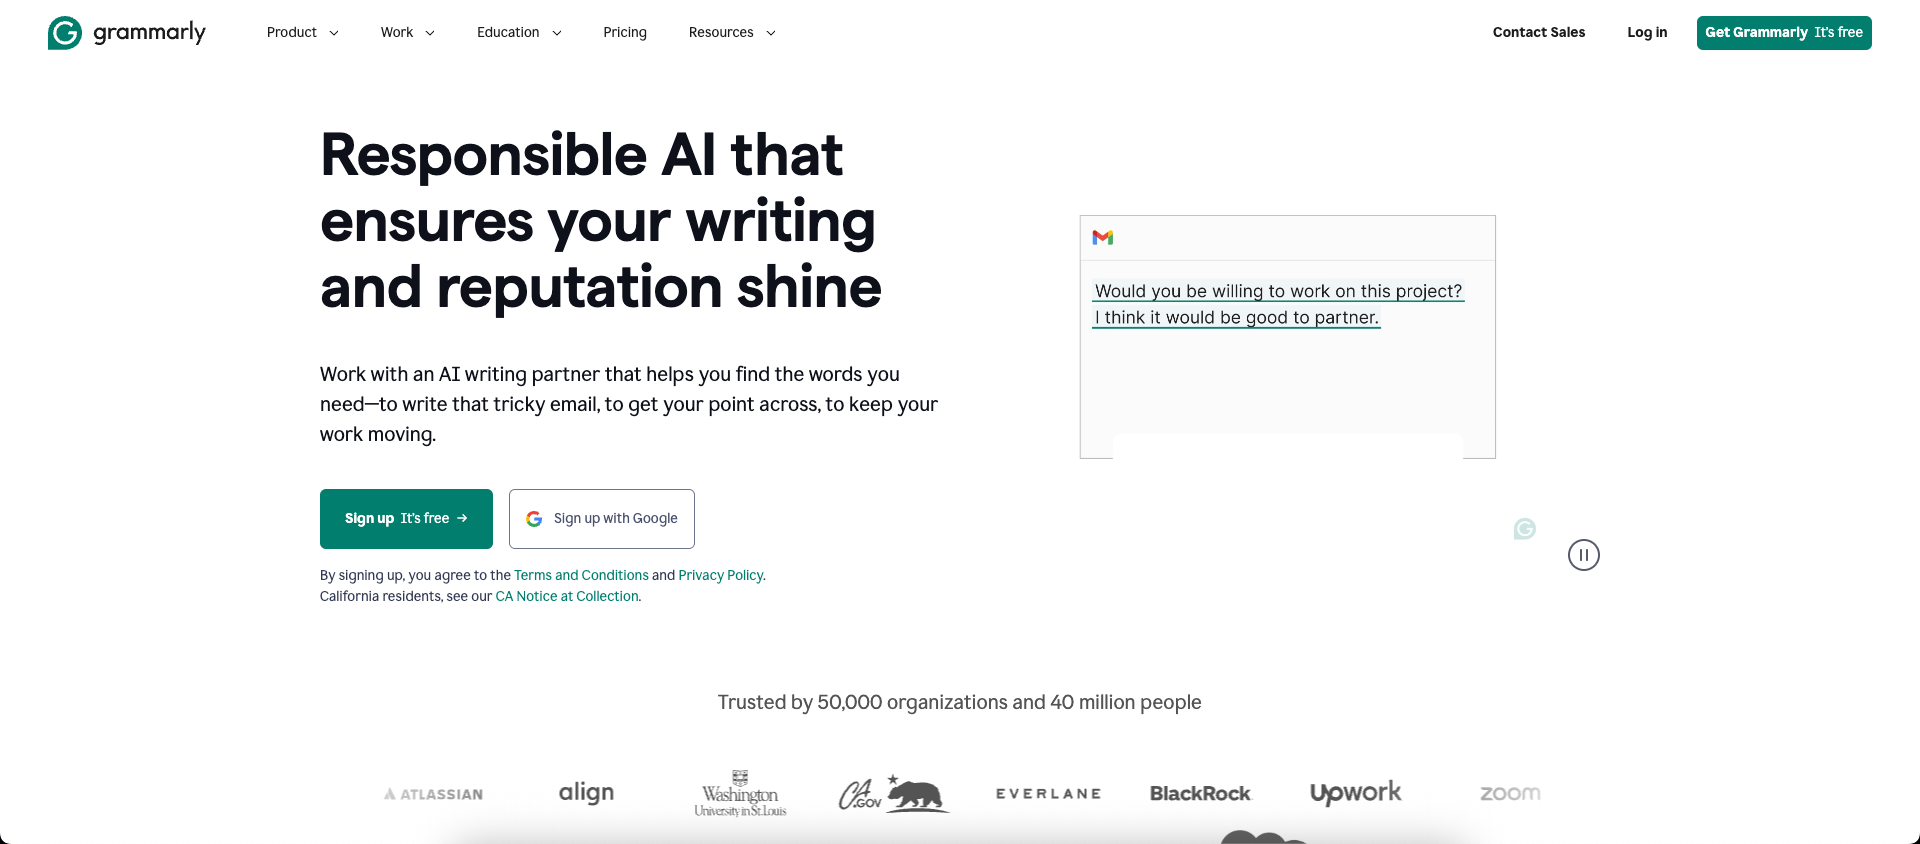 grammarly
Product
Work
Education
Pricing
Resources
Contact Sales
Log in
Get Grammarly It's free
Responsible AI that
ensures your writing
and reputation shine
Work with an AI writing partner that helps you find the words you
need—to write that tricky email, to get your point across, to keep your
work moving.
Sign up It's free →
Sign up with Google
By signing up, you agree to the Terms and Conditions and Privacy Policy.
California residents, see our CA Notice at Collection.
Would you be willing to work on this project?
I think it would be good to partner.
Trusted by 50,000 organizations and 40 million people
ATLASSIAN
align
Washington
University in St. Louis
CA
.GOV
EVERLANE
BlackRock
Upwork
zoom